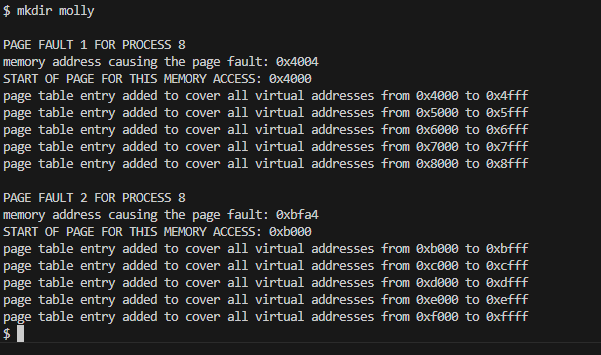 $ mkdir molly
PAGE FAULT 1 FOR PROCESS 8
memory address causing the page fault: 0x4004
START OF PAGE FOR THIS MEMORY ACCESS: 0x4000
page table entry added to cover all virtual addresses from 0x4000 to 0x4fff
page table entry added to cover all virtual addresses from 0x5000 to 0x5fff
page table entry added to cover all virtual addresses from 0x6000 to 0x6fff
page table entry added to cover all virtual addresses from 0x7000 to 0x7fff
page table entry added to cover all virtual addresses from 0x8000 to 0x8fff
PAGE FAULT 2 FOR PROCESS 8
memory address causing the page fault: 0xbfa4
START OF PAGE FOR THIS MEMORY ACCESS: 0xb000
page table entry added to cover all virtual addresses from 0xb000 to 0xbfff
page table entry added to cover all virtual addresses from 0xc000 to 0xcfff
page table entry added to cover all virtual addresses from 0xd000 to 0xdfff
page table entry added to cover all virtual addresses from 0xe000 to 0xefff
page table entry added to cover all virtual addresses from 0xf000 to 0xffff
$